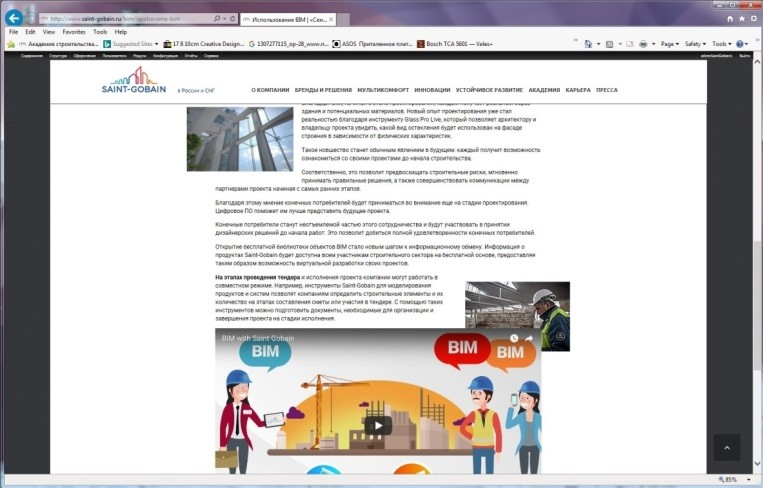 http://www.saint-gobain.ru/bim/ispolzovanie-bim
Использование BIM | «Сен...
File Edit View Favorites Tools Help
Академия строительства...
Suggested Sites
17 8 10cm Creative Design...
1307277115_op-28_www.n...
ASOS Приталенное плат...
Bosch TCA 5601 — Veles+
Page Safety Tools
Содержимое Структура Оформление Пользователи Модули Конфигурация Отчёты Справка
Выйти
SAINT-GOBAIN
в России и СНГ
О КОМПАНИИ БРЕНДЫ И РЕШЕНИЯ МУЛЬТИКОМФОРТ ИННОВАЦИИ УСТОЙЧИВОЕ РАЗВИТИЕ АКАДЕМИЯ КАРЬЕРА ПРЕССА
здания и потенциальных материалов. Новый опыт проектирования уже стал
реальностью благодаря инструменту Glass Pro Live, который позволяет архитектору и
владельцу проекта увидеть, какой вид остекления будет использован на фасаде
строения в зависимости от физических характеристик.
Такое новшество станет обычным явлением в будущем: каждый получит возможность
ознакомиться со своими проектами до начала строительства.
Соответственно, это позволит предвосхищать строительные риски, мгновенно
принимать правильные решения, а также совершенствовать коммуникации между
партнерами проекта начиная с самых ранних этапов.
Благодаря этому мнение конечных потребителей будет приниматься во внимание еще на стадии проектирования.
Цифровое ПО поможет им лучше представить будущие проекта.
Конечные потребители станут неотъемлемой частью этого сотрудничества и будут участвовать в принятии
дизайнерских решений до начала работ. Это позволит добиться полной удовлетворенности конечных потребителей.
Открытие бесплатной библиотеки объектов BIM стало новым шагом к информационному обмену. Информация о
продуктах Saint-Gobain будет доступна всем участникам строительного сектора на бесплатной основе, предоставляя
таким образом возможность виртуальной разработки своих проектов.
На этапах проведения тендера и исполнения проекта компании могут работать в
совместном режиме. Например, инструменты Saint-Gobain для моделирования
продуктов и систем позволят компаниям определить строительные элементы и их
количество на этапах составления сметы или участия в тендере. С помощью таких
инструментов можно подготовить документы, необходимые для организации и
завершения проекта на стадии исполнения.
BIM with Saint-Gobain
BIM
BIM
BIM
85%